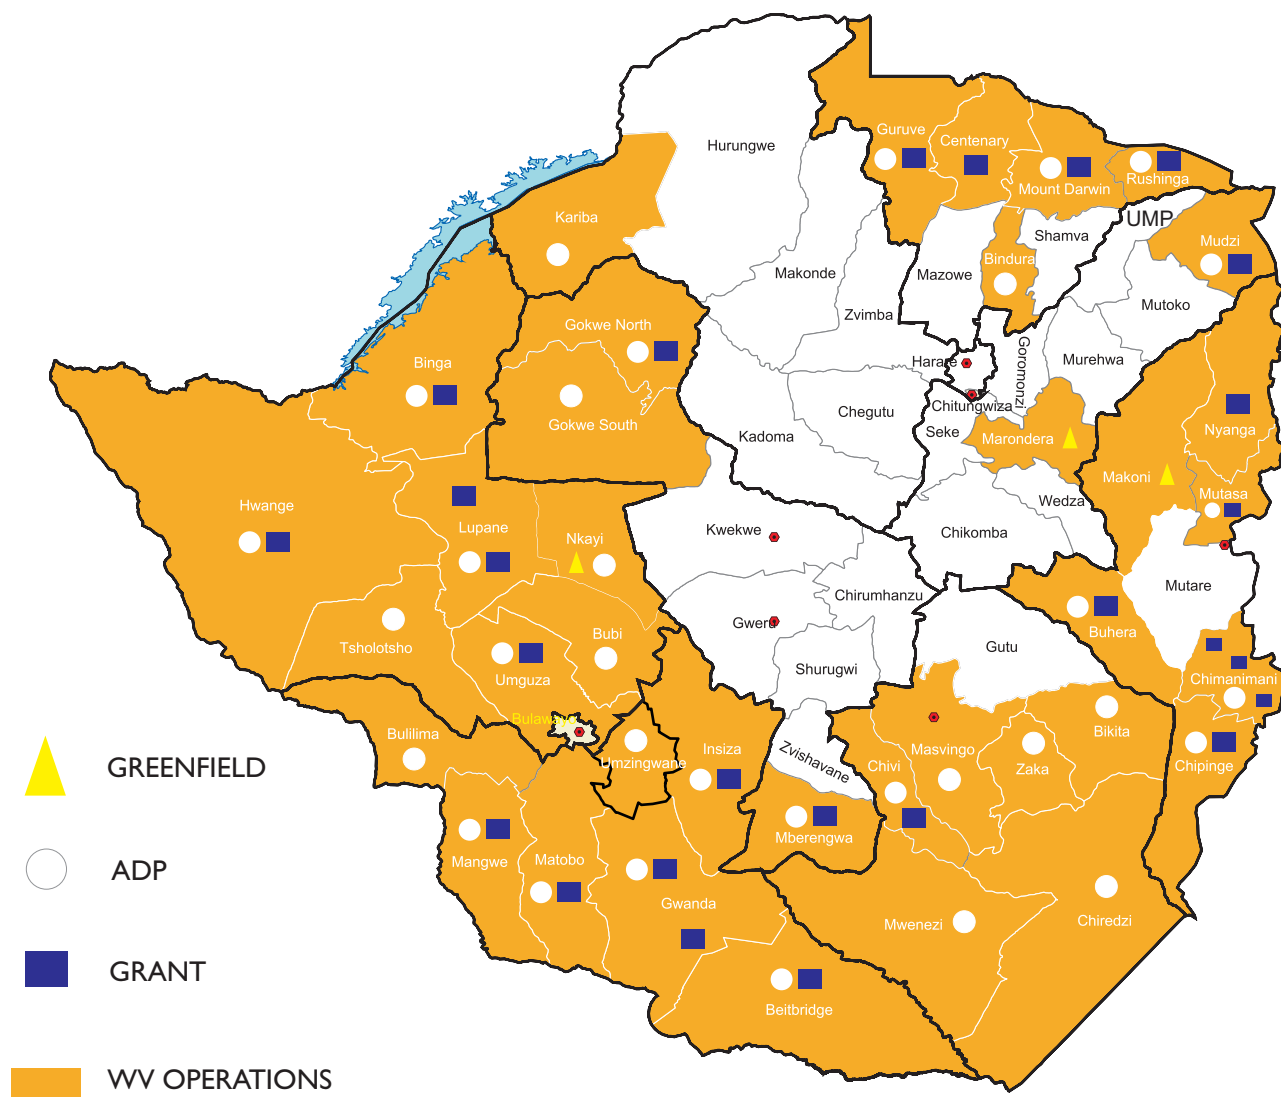 Hurungwe
Guruve
Centenary
Mount Darwin
Rushinga
UMP
Kariba
Shamva
Mudzi
Bindura
Makonde
Mazowe
Mutoko
Zvimba
Gokwe North
Goromonzi
Murehwa
Harare
Binga
Chitungwiza
Chegutu
Gokwe South
Seke
Nyanga
Kadoma
Marondera
Makoni
Mutasa
Wedza
Hwange
Lupane
Kwekwe
Chikomba
Nkayi
Mutare
Chirumhanzu
Gweru
Buhera
Bubi
Tsholotsho
Gutu
Shurugwi
Umguza
Chimanimani
Bulawayo
Bulilima
Bikita
Insiza
Masvingo
Zvishavane
Umzingwane
Chivi
Zaka
Chipinge
GREENFIELD
Mberengwa
Mangwe
Matobo
ADP
Gwanda
Mwenezi
Chiredzi
GRANT
Beitbridge
WV OPERATIONS